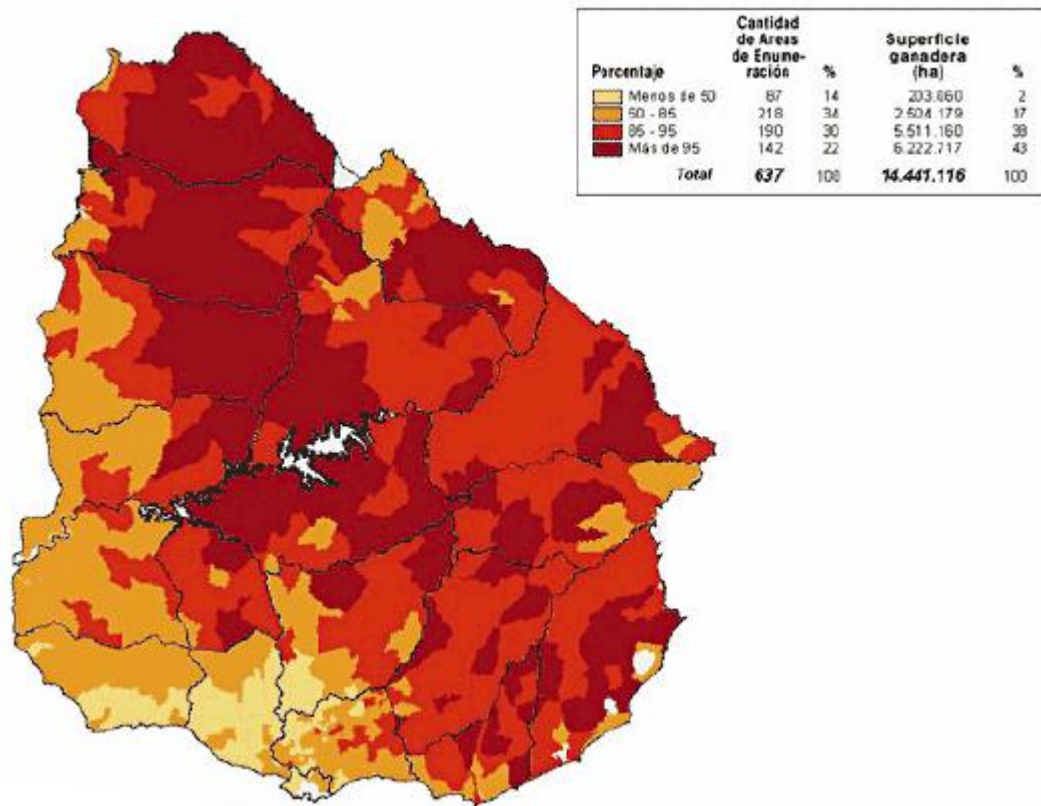 Cantidad
de Areas
de Enume-
ración
%
Superficie
ganadera
(ha)
%
Porcentaje
Menos de 50 87 14 203.060 2
50 - 85 218 34 2.504.179 17
85 - 95 190 30 5.511.160 38
Más de 95 142 22 6.222.717 43
Total 637 100 14.441.116 100